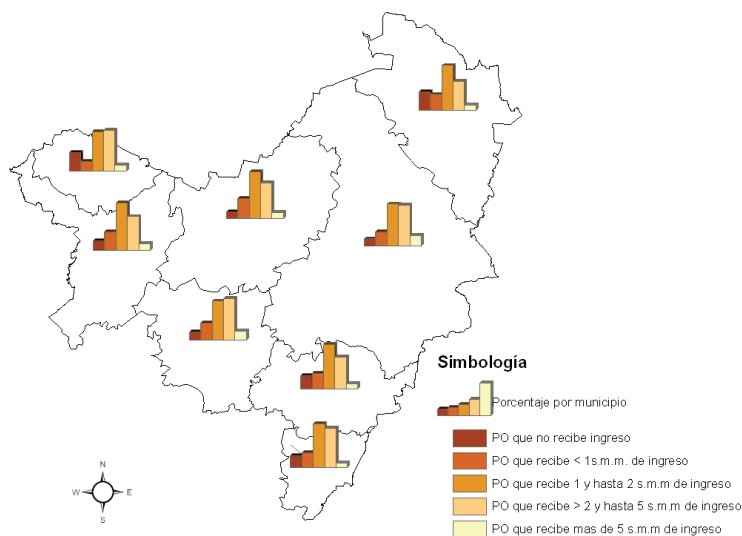 Simbología
Porcentaje por municipio
PO que no recibe ingreso
PO que recibe < 1s.m.m. de ingreso
PO que recibe 1 y hasta 2 s.m.m de ingreso
PO que recibe > 2 y hasta 5 s.m.m de ingreso
PO que recibe mas de 5 s.m.m de ingreso
N
W
E
S